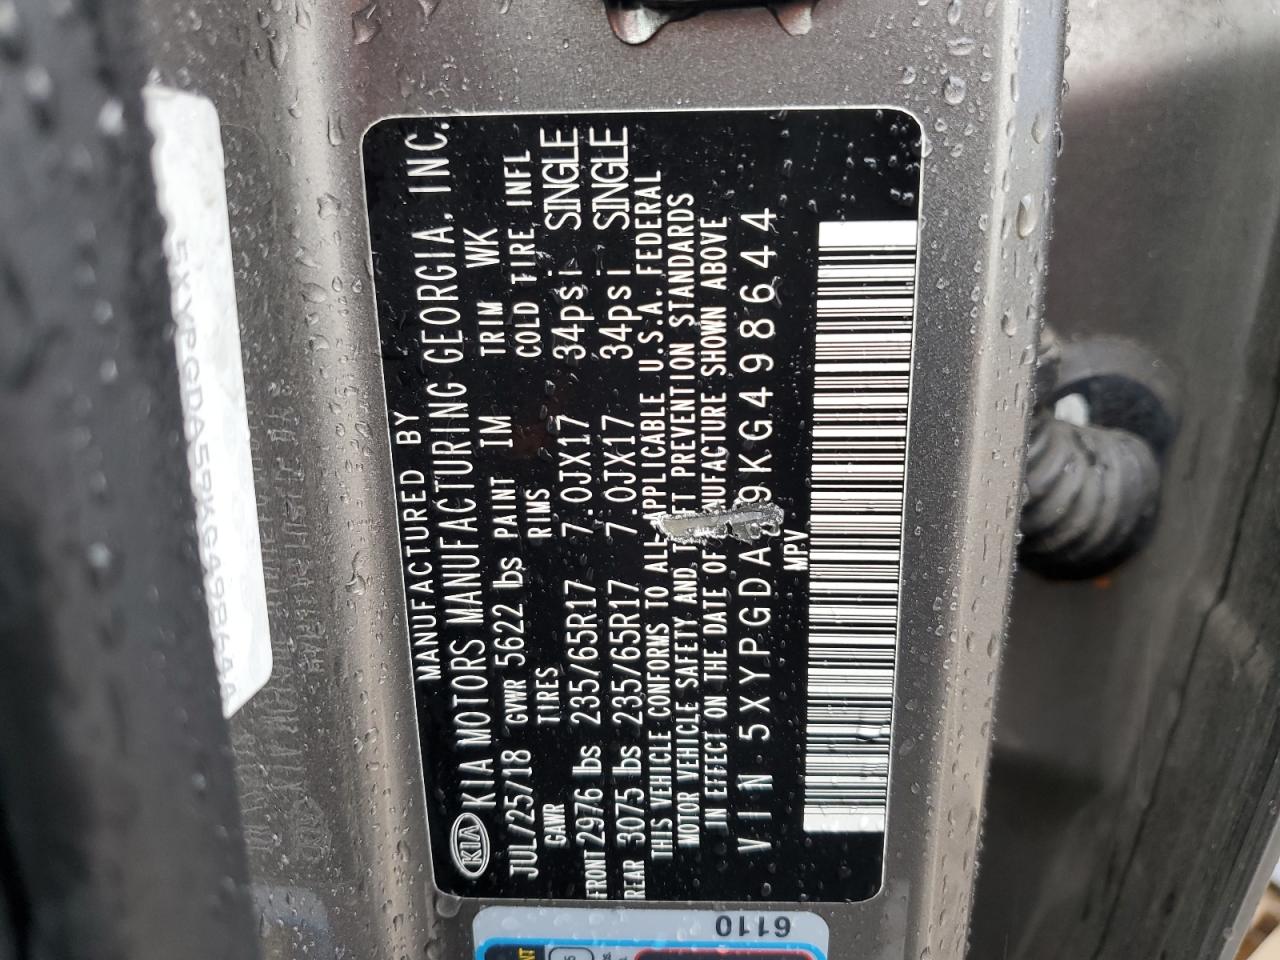 MANUFACTURED BY
KIA KIA MOTORS MANUFACTURING GEORGIA, INC.
JUL/25/18 GVWR 5622 lbs PAINT IM TRIM WK
GAWR TIRES RIMS COLD TIRE INFL
FRONT 2976 lbs 235/65R17 7.0JX17 34psi SINGLE
REAR 3075 lbs 235/65R17 7.0JX17 34psi SINGLE
THIS VEHICLE CONFORMS TO ALL APPLICABLE U.S.A. FEDERAL
MOTOR VEHICLE SAFETY AND PREVENTION STANDARDS
IN EFFECT ON THE DATE OF SHOWN ABOVE
VIN 5XYPGDA 9KG498644
MPV
6110